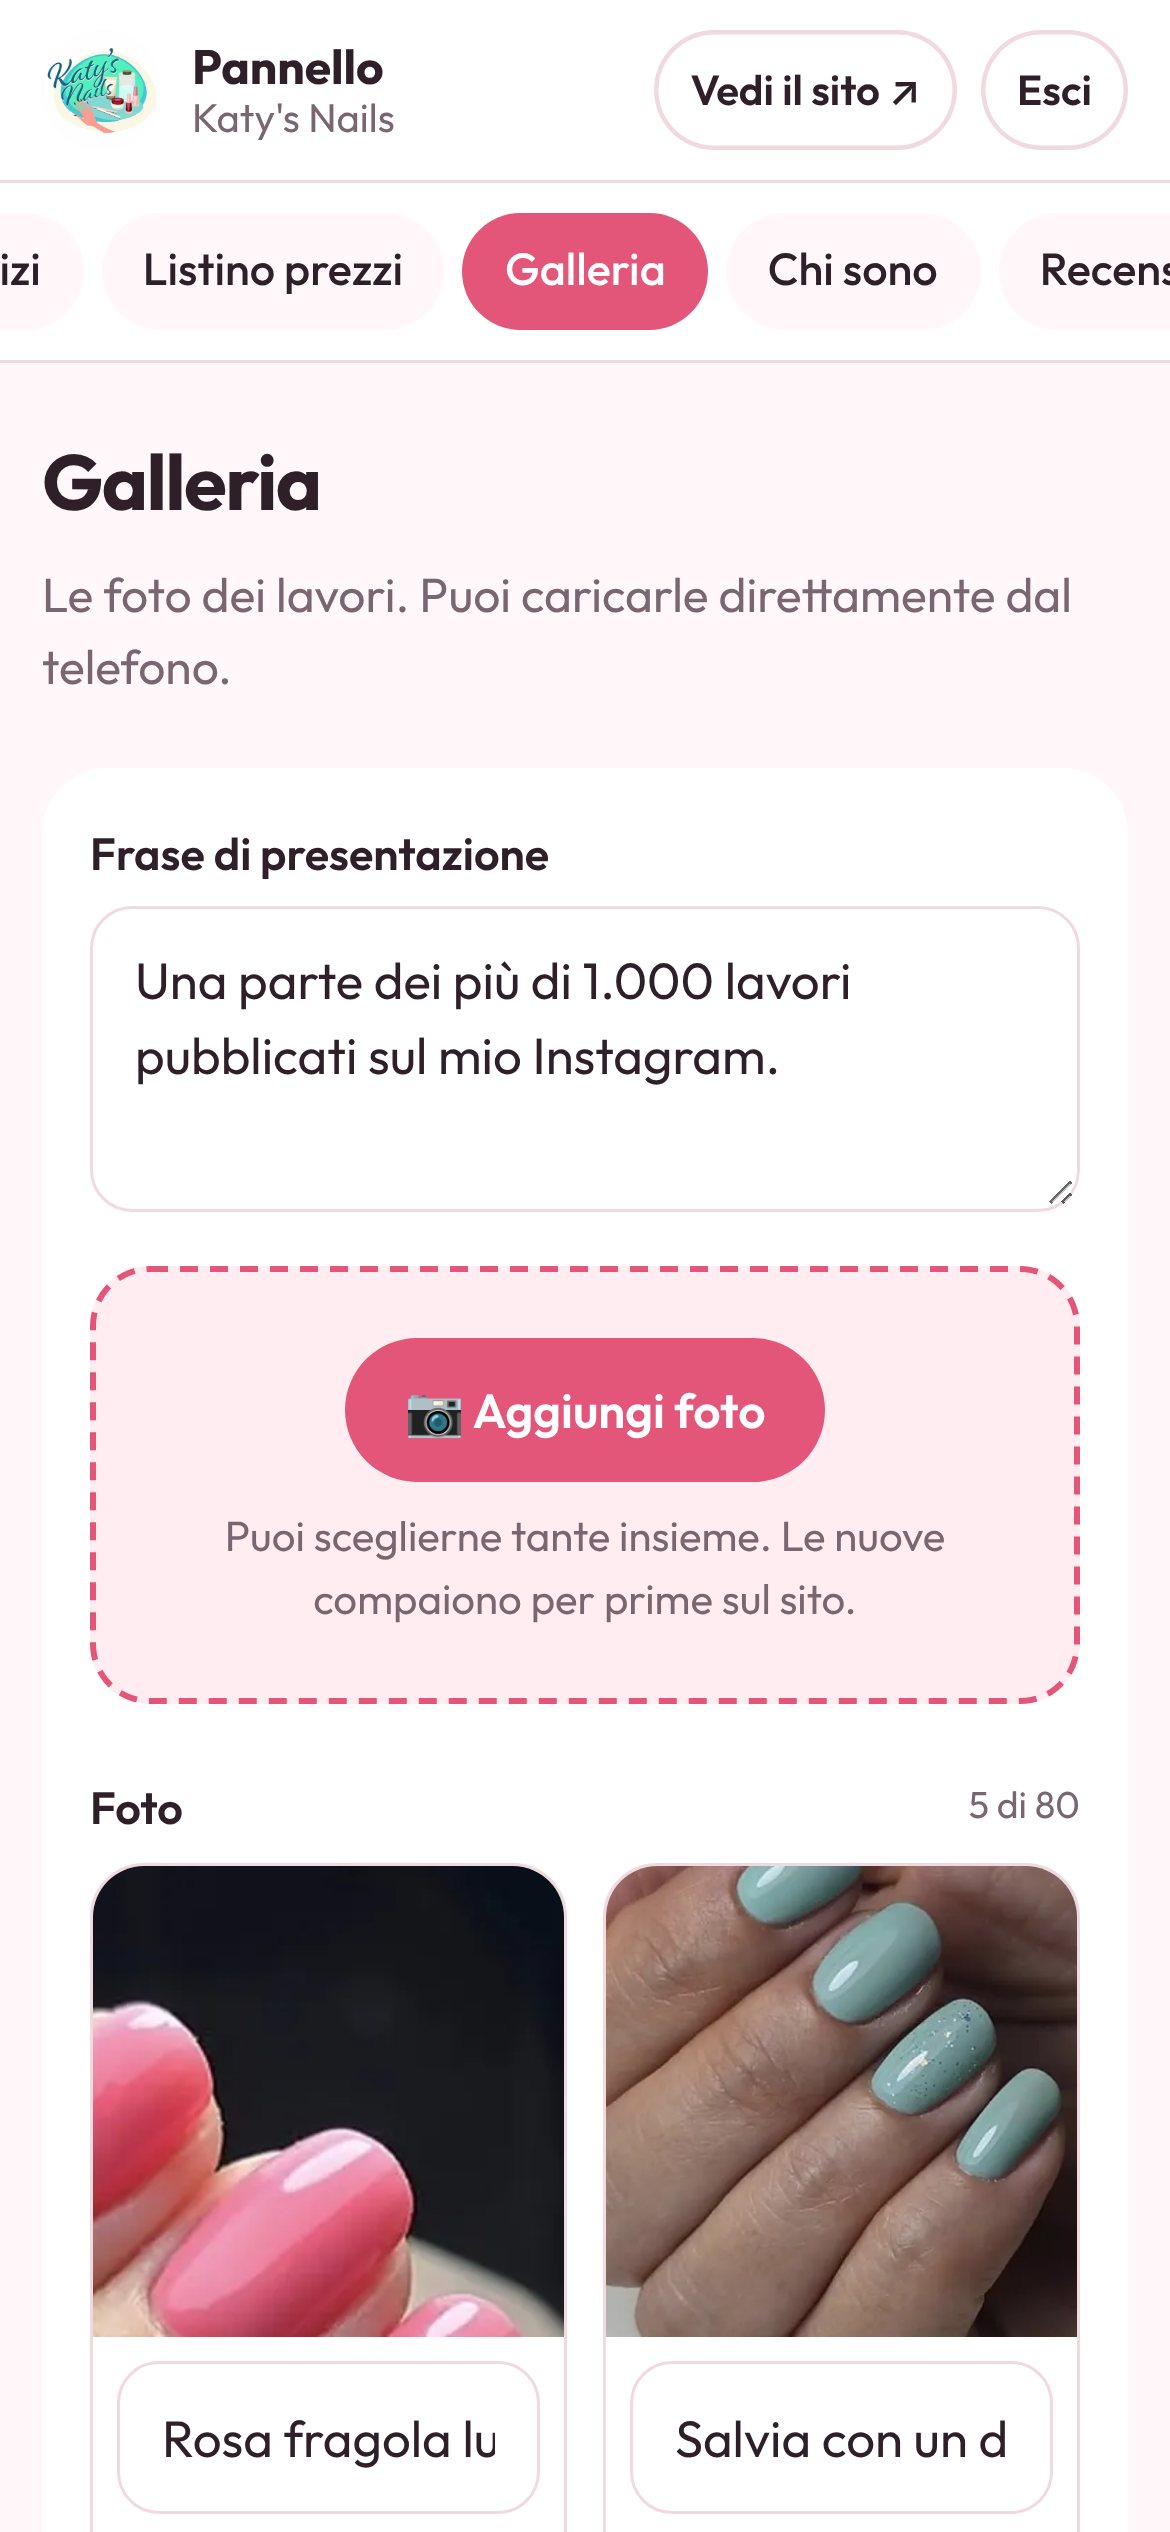 Katy's
Nails
Pannello
Katy's Nails
Vedi il sito ↗
Esci
izi
Listino prezzi
Galleria
Chi sono
Recens
Galleria
Le foto dei lavori. Puoi caricarle direttamente dal
telefono.
Frase di presentazione
Una parte dei più di 1.000 lavori
pubblicati sul mio Instagram.
📷 Aggiungi foto
Puoi sceglierne tante insieme. Le nuove
compaiono per prime sul sito.
Foto
5 di 80
Rosa fragola lu
Salvia con un d